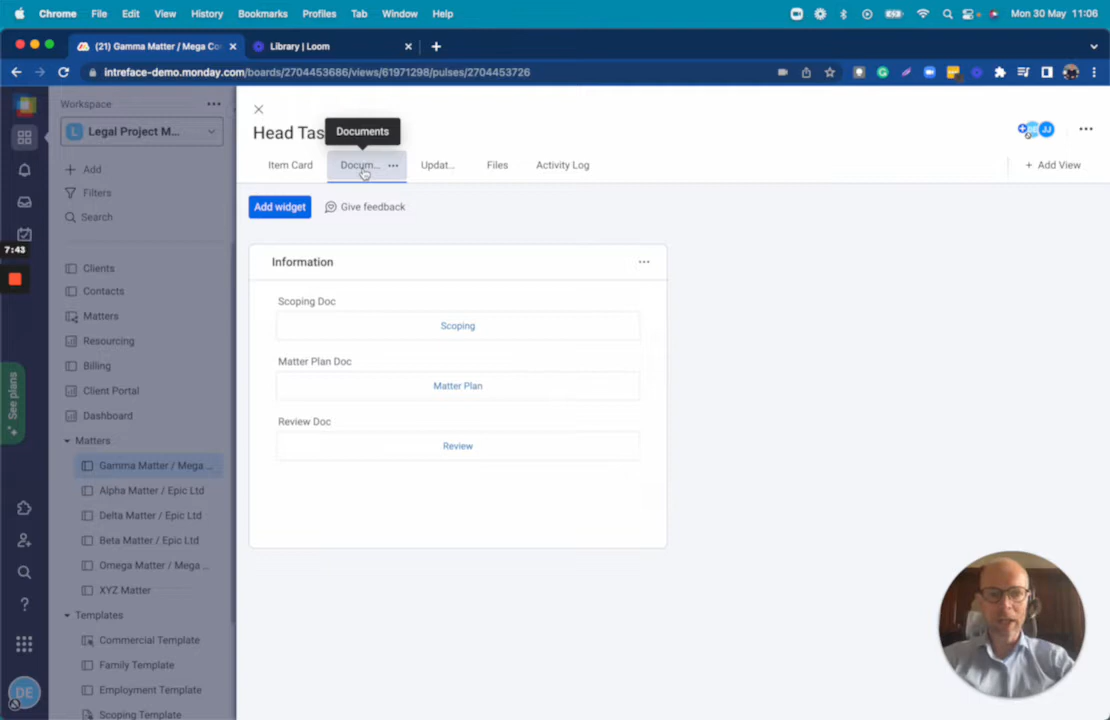 Chrome File Edit View History Bookmarks Profiles Tab Window Help Mon 30 May 11:06
(21) Gamma Matter / Mega Co Library | Loom
intreface-demo.monday.com/boards/2704453686/views/61971298/pulses/2704453726
Workspace
L Legal Project M...
Add
Filters
Search
7:43
See plans
Clients
Contacts
Matters
Resourcing
Billing
Client Portal
Dashboard
Matters
Gamma Matter / Mega ...
Alpha Matter / Epic Ltd
Delta Matter / Epic Ltd
Beta Matter / Epic Ltd
Omega Matter / Mega ...
XYZ Matter
Templates
Commercial Template
Family Template
Employment Template
Scoping Template
DE
Documents
Head Tas
JJ
Item Card Docum... Updat... Files Activity Log + Add View
Add widget Give feedback
Information
Scoping Doc
Scoping
Matter Plan Doc
Matter Plan
Review Doc
Review